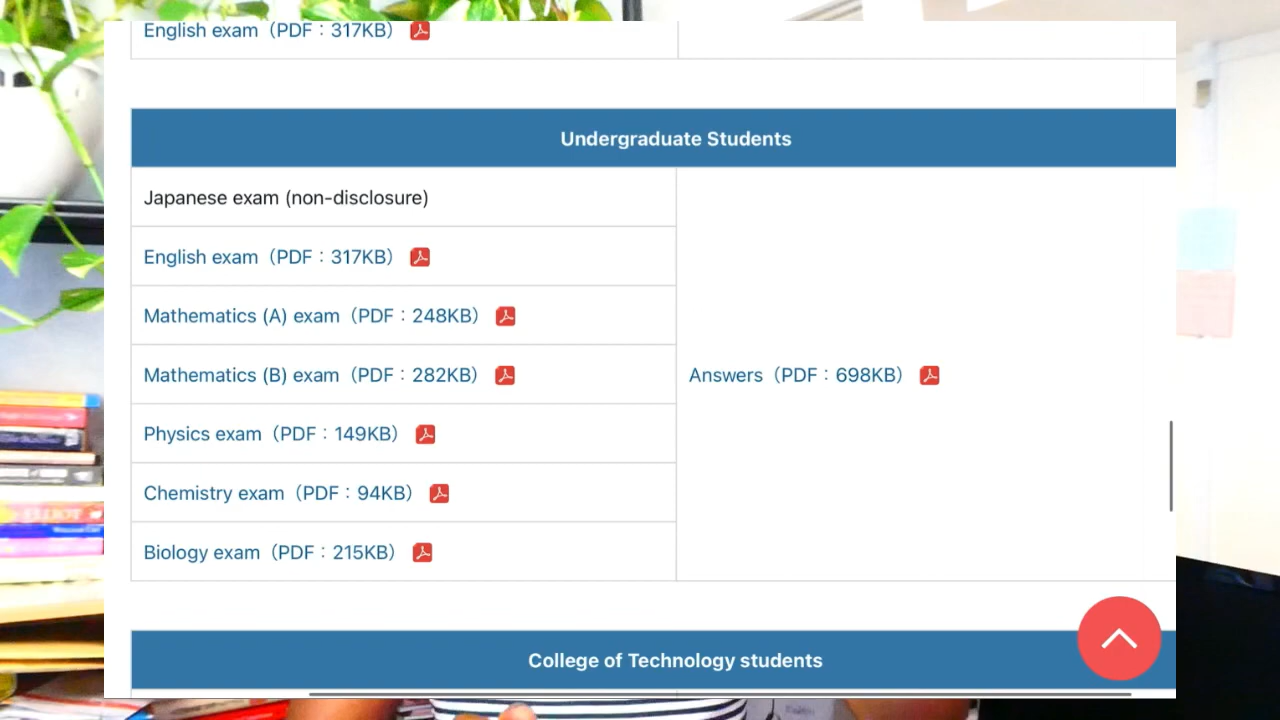 English exam（PDF：317KB）
Undergraduate Students
Japanese exam (non-disclosure)
English exam（PDF：317KB）
Mathematics (A) exam（PDF：248KB）
Mathematics (B) exam（PDF：282KB）
Answers（PDF：698KB）
Physics exam（PDF：149KB）
Chemistry exam（PDF：94KB）
Biology exam（PDF：215KB）
College of Technology students